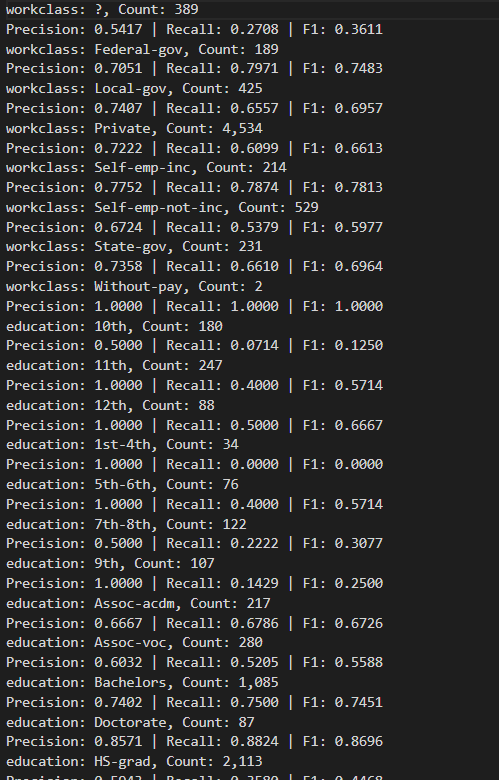 workclass: ?, Count: 389
Precision: 0.5417 | Recall: 0.2708 | F1: 0.3611
workclass: Federal-gov, Count: 189
Precision: 0.7051 | Recall: 0.7971 | F1: 0.7483
workclass: Local-gov, Count: 425
Precision: 0.7407 | Recall: 0.6557 | F1: 0.6957
workclass: Private, Count: 4,534
Precision: 0.7222 | Recall: 0.6099 | F1: 0.6613
workclass: Self-emp-inc, Count: 214
Precision: 0.7752 | Recall: 0.7874 | F1: 0.7813
workclass: Self-emp-not-inc, Count: 529
Precision: 0.6724 | Recall: 0.5379 | F1: 0.5977
workclass: State-gov, Count: 231
Precision: 0.7358 | Recall: 0.6610 | F1: 0.6964
workclass: Without-pay, Count: 2
Precision: 1.0000 | Recall: 1.0000 | F1: 1.0000
education: 10th, Count: 180
Precision: 0.5000 | Recall: 0.0714 | F1: 0.1250
education: 11th, Count: 247
Precision: 1.0000 | Recall: 0.4000 | F1: 0.5714
education: 12th, Count: 88
Precision: 1.0000 | Recall: 0.5000 | F1: 0.6667
education: 1st-4th, Count: 34
Precision: 1.0000 | Recall: 0.0000 | F1: 0.0000
education: 5th-6th, Count: 76
Precision: 1.0000 | Recall: 0.4000 | F1: 0.5714
education: 7th-8th, Count: 122
Precision: 0.5000 | Recall: 0.2222 | F1: 0.3077
education: 9th, Count: 107
Precision: 1.0000 | Recall: 0.1429 | F1: 0.2500
education: Assoc-acdm, Count: 217
Precision: 0.6667 | Recall: 0.6786 | F1: 0.6726
education: Assoc-voc, Count: 280
Precision: 0.6032 | Recall: 0.5205 | F1: 0.5588
education: Bachelors, Count: 1,085
Precision: 0.7402 | Recall: 0.7500 | F1: 0.7451
education: Doctorate, Count: 87
Precision: 0.8571 | Recall: 0.8824 | F1: 0.8696
education: HS-grad, Count: 2,113
Precision: | Recall: | F1: